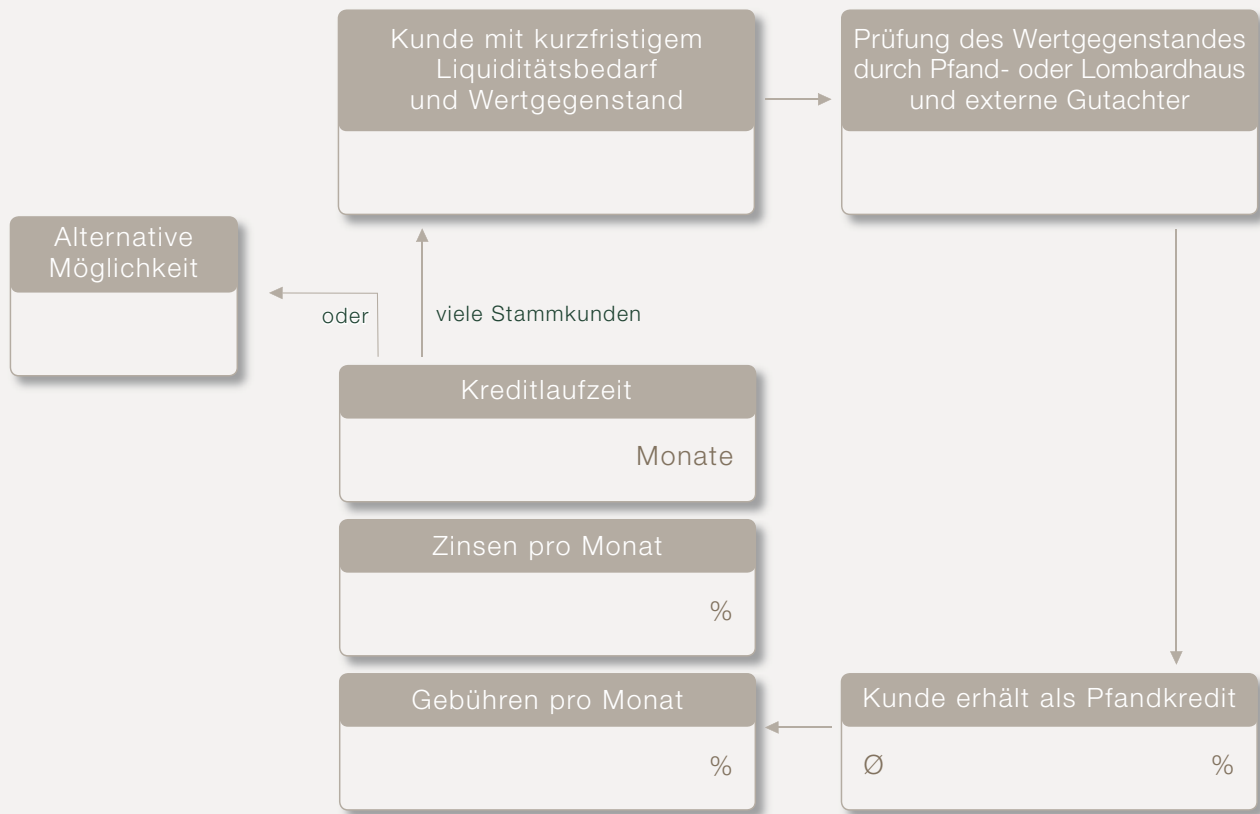 Kunde mit kurzfristigem
Liquiditätsbedarf
und Wertgegenstand
Prüfung des Wertgegenstandes
durch Pfand- oder Lombardhaus
und externe Gutachter
Alternative
Möglichkeit
oder
viele Stammkunden
Kreditlaufzeit
Monate
Zinsen pro Monat
%
Gebühren pro Monat
%
Kunde erhält als Pfandkredit
Ø %